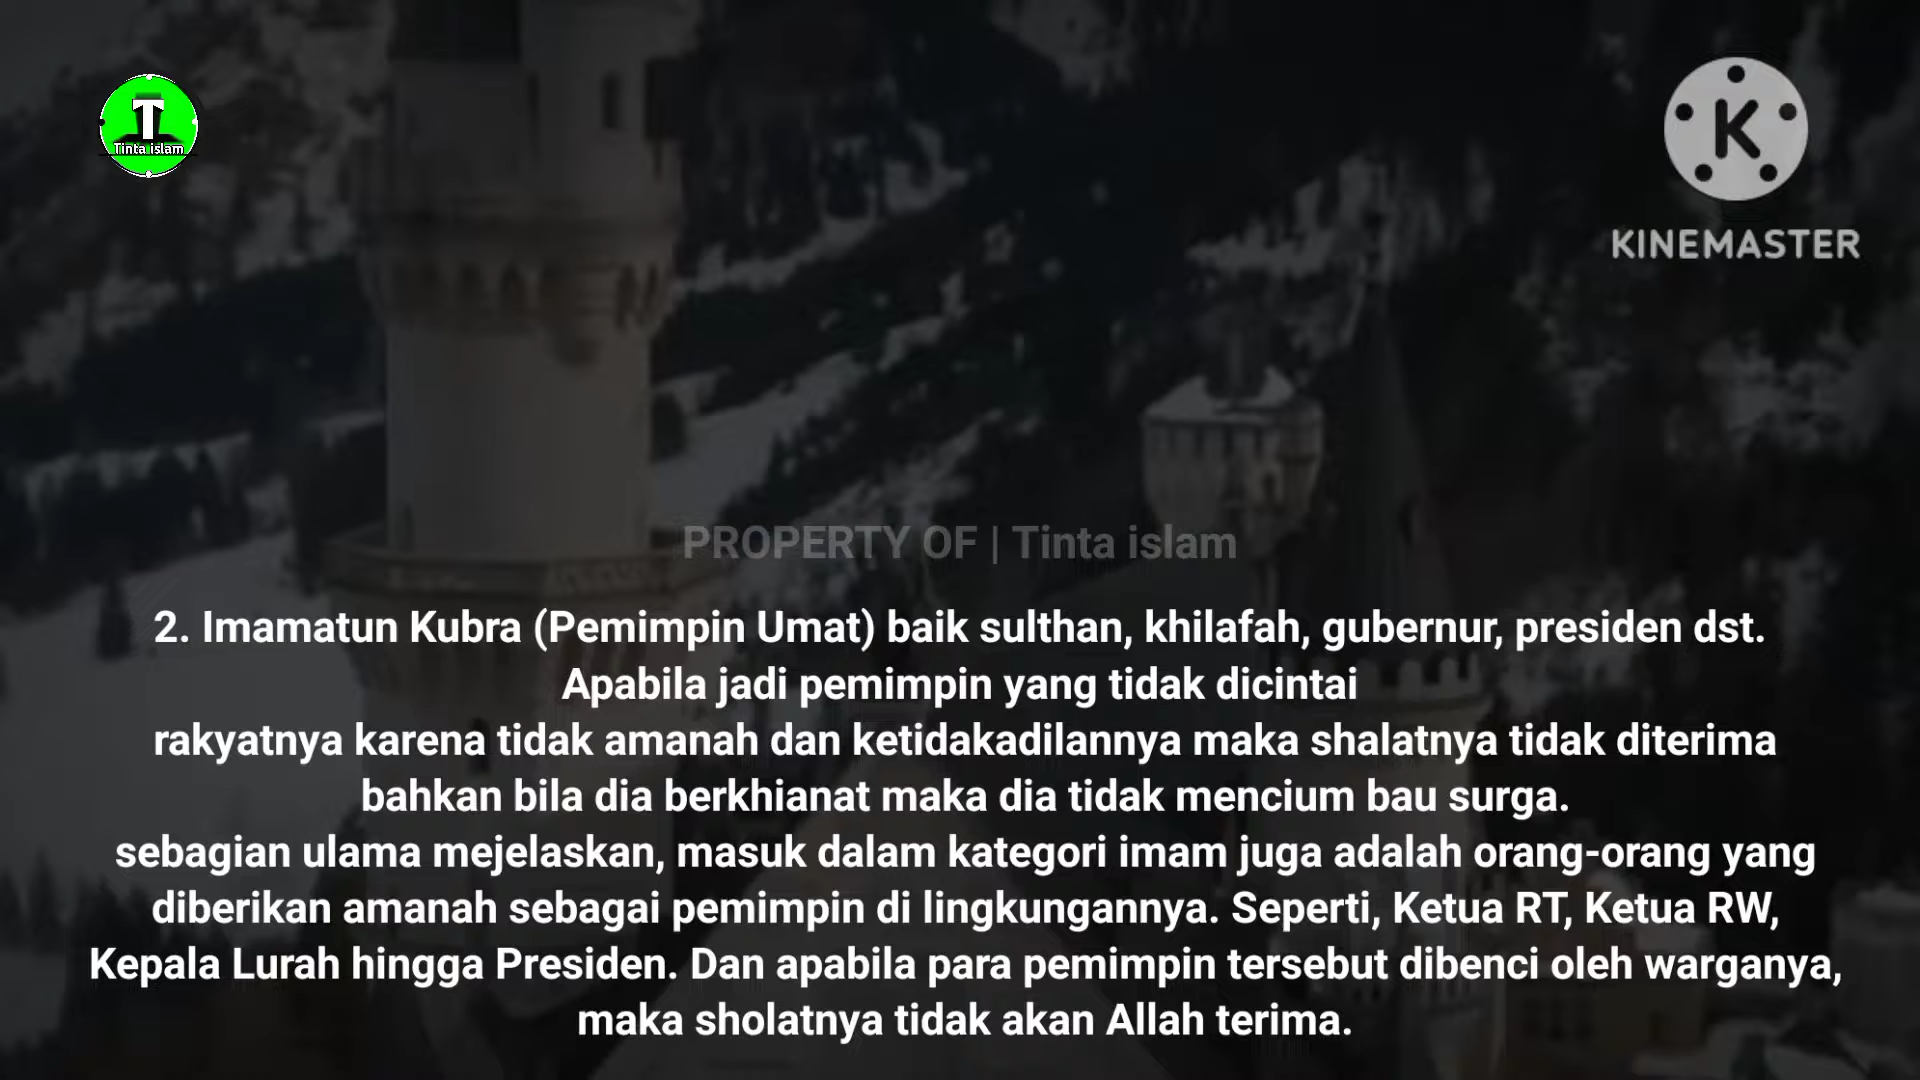 T
Tinta islam
K
KINEMASTER
PROPERTY OF | Tinta islam
2. Imamatun Kubra (Pemimpin Umat) baik sulthan, khilafah, gubernur, presiden dst.
Apabila jadi pemimpin yang tidak dicintai
rakyatnya karena tidak amanah dan ketidakadilannya maka shalatnya tidak diterima
bahkan bila dia berkhianat maka dia tidak mencium bau surga.
sebagian ulama mejelaskan, masuk dalam kategori imam juga adalah orang-orang yang
diberikan amanah sebagai pemimpin di lingkungannya. Seperti, Ketua RT, Ketua RW,
Kepala Lurah hingga Presiden. Dan apabila para pemimpin tersebut dibenci oleh warganya,
maka sholatnya tidak akan Allah terima.